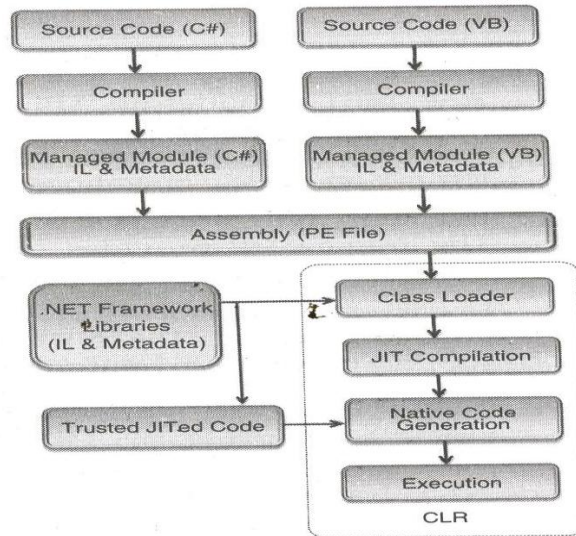 Source Code (C#)
Source Code (VB)
Compiler
Compiler
Managed Module (C#)
IL & Metadata
Managed Module (VB)
IL & Metadata
Assembly (PE File)
.NET Framework
Libraries
(IL & Metadata)
Class Loader
JIT Compilation
Trusted JITed Code
Native Code
Generation
Execution
CLR